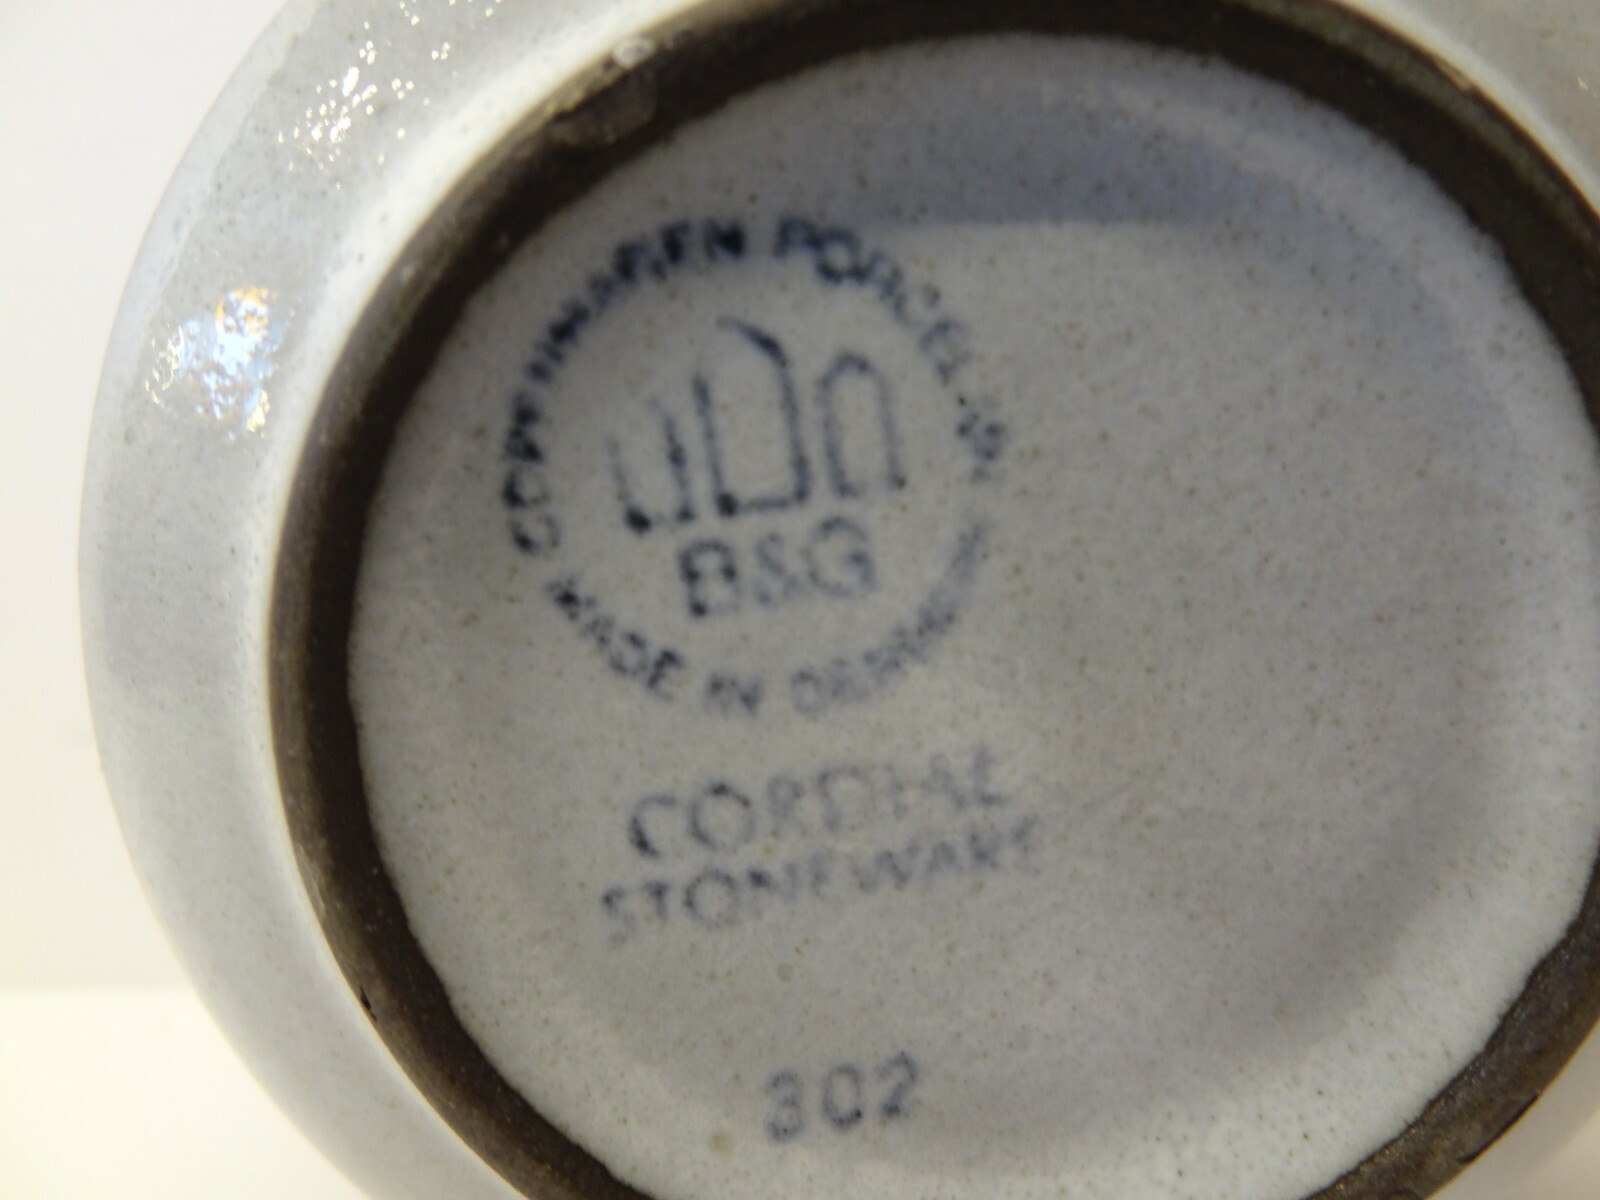 COPENHAGEN PORCELAIN
B&G
MADE IN DENMARK
CORDIAL
STONEWARE
302